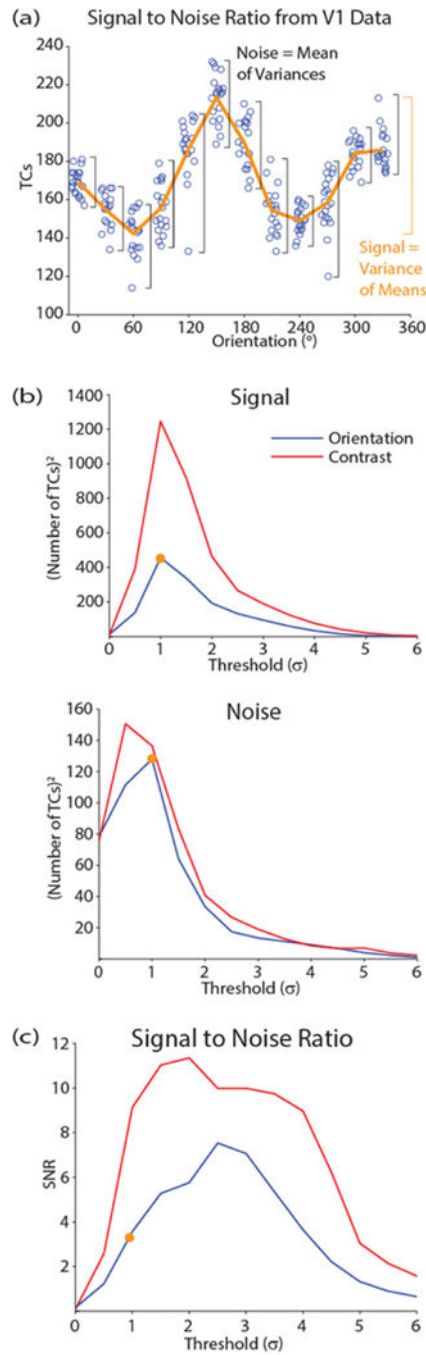 (a) Signal to Noise Ratio from V1 Data
240
220
200
180
160
140
120
100
TCs
Noise = Mean
of Variances
Signal =
Variance
of Means
0 60 120 180 240 300 360
Orientation (°)
(b) Signal
1400
1200
1000
800
600
400
200
(Number of TCs)²
Orientation
Contrast
0 1 2 3 4 5 6
Threshold (σ)
Noise
160
140
120
100
80
60
40
20
(Number of TCs)²
0 1 2 3 4 5 6
Threshold (σ)
(c) Signal to Noise Ratio
12
10
8
6
4
2
SNR
0 1 2 3 4 5 6
Threshold (σ)